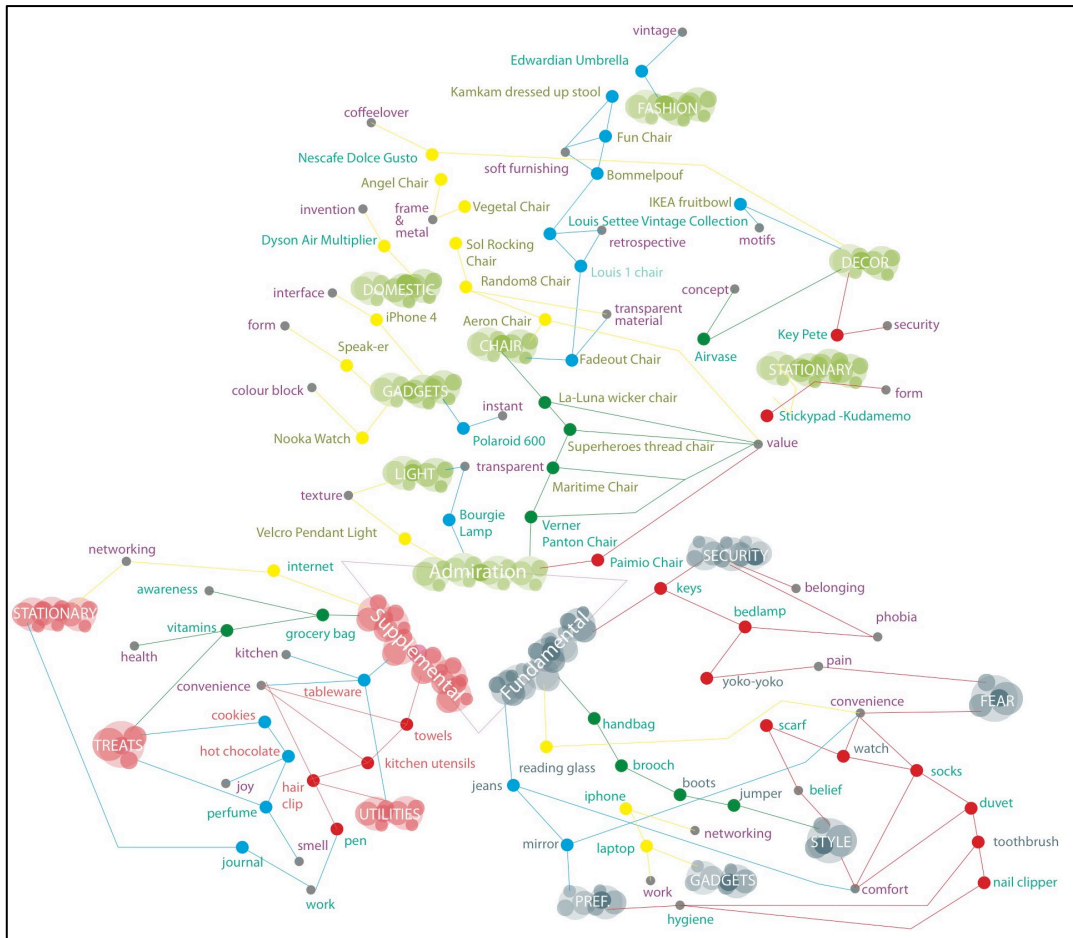 vintage
Edwardian Umbrella
Kamkam dressed up stool
FASHION
coffeelover
Fun Chair
Nescafe Dolce Gusto
soft furnishing
Bommelpouf
Angel Chair
invention
frame
&
metal
Vegetal Chair
IKEA fruitbowl
Louis Settee Vintage Collection
motifs
Dyson Air Multiplier
Sol Rocking
Chair
retrospective
DECOR
Louis 1 chair
DOMESTIC
Random8 Chair
concept
interface
iPhone 4
transparent
material
Aeron Chair
security
form
Key Pete
CHAIR
Airvase
Speak-er
Fadeout Chair
STATIONARY
GADGETS
colour block
La-Luna wicker chair
form
instant
Stickypad -Kudamemo
Nooka Watch
Polaroid 600
Superheroes thread chair
value
LIGHT
transparent
Maritime Chair
texture
Bourgie
Lamp
Velcro Pendant Light
Verner
Panton Chair
networking
SECURITY
Admiration
Paimio Chair
internet
keys
belonging
awareness
bedlamp
STATIONARY
phobia
vitamins
grocery bag
Supplemental
Fundamental
health
kitchen
pain
convenience
tableware
yoko-yoko
FEAR
convenience
cookies
handbag
scarf
towels
TREATS
hot chocolate
watch
kitchen utensils
brooch
socks
reading glass
joy
hair
clip
jeans
boots
jumper
belief
iphone
duvet
perfume
UTILITIES
networking
smell
pen
STYLE
toothbrush
mirror
laptop
journal
GADGETS
nail clipper
work
comfort
PREF.
work
hygiene